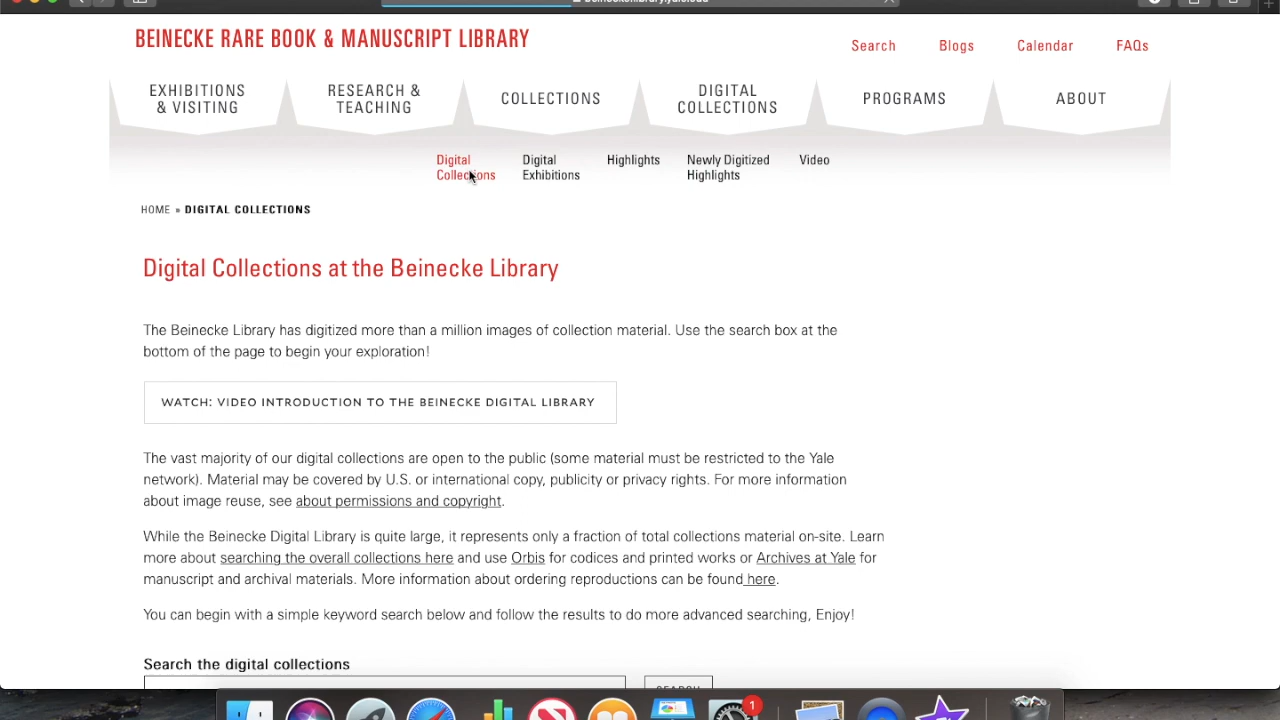 BEINECKE RARE BOOK & MANUSCRIPT LIBRARY
Search Blogs Calendar FAQs
EXHIBITIONS & VISITING
RESEARCH & TEACHING
COLLECTIONS
DIGITAL COLLECTIONS
PROGRAMS
ABOUT
Digital Collections
Digital Exhibitions
Highlights
Newly Digitized Highlights
Video
HOME » DIGITAL COLLECTIONS
Digital Collections at the Beinecke Library
The Beinecke Library has digitized more than a million images of collection material. Use the search box at the
bottom of the page to begin your exploration!
WATCH: VIDEO INTRODUCTION TO THE BEINECKE DIGITAL LIBRARY
The vast majority of our digital collections are open to the public (some material must be restricted to the Yale
network). Material may be covered by U.S. or international copy, publicity or privacy rights. For more information
about image reuse, see about permissions and copyright.
While the Beinecke Digital Library is quite large, it represents only a fraction of total collections material on-site. Learn
more about searching the overall collections here and use Orbis for codices and printed works or Archives at Yale for
manuscript and archival materials. More information about ordering reproductions can be found here.
You can begin with a simple keyword search below and follow the results to do more advanced searching, Enjoy!
Search the digital collections
SEARCH
1